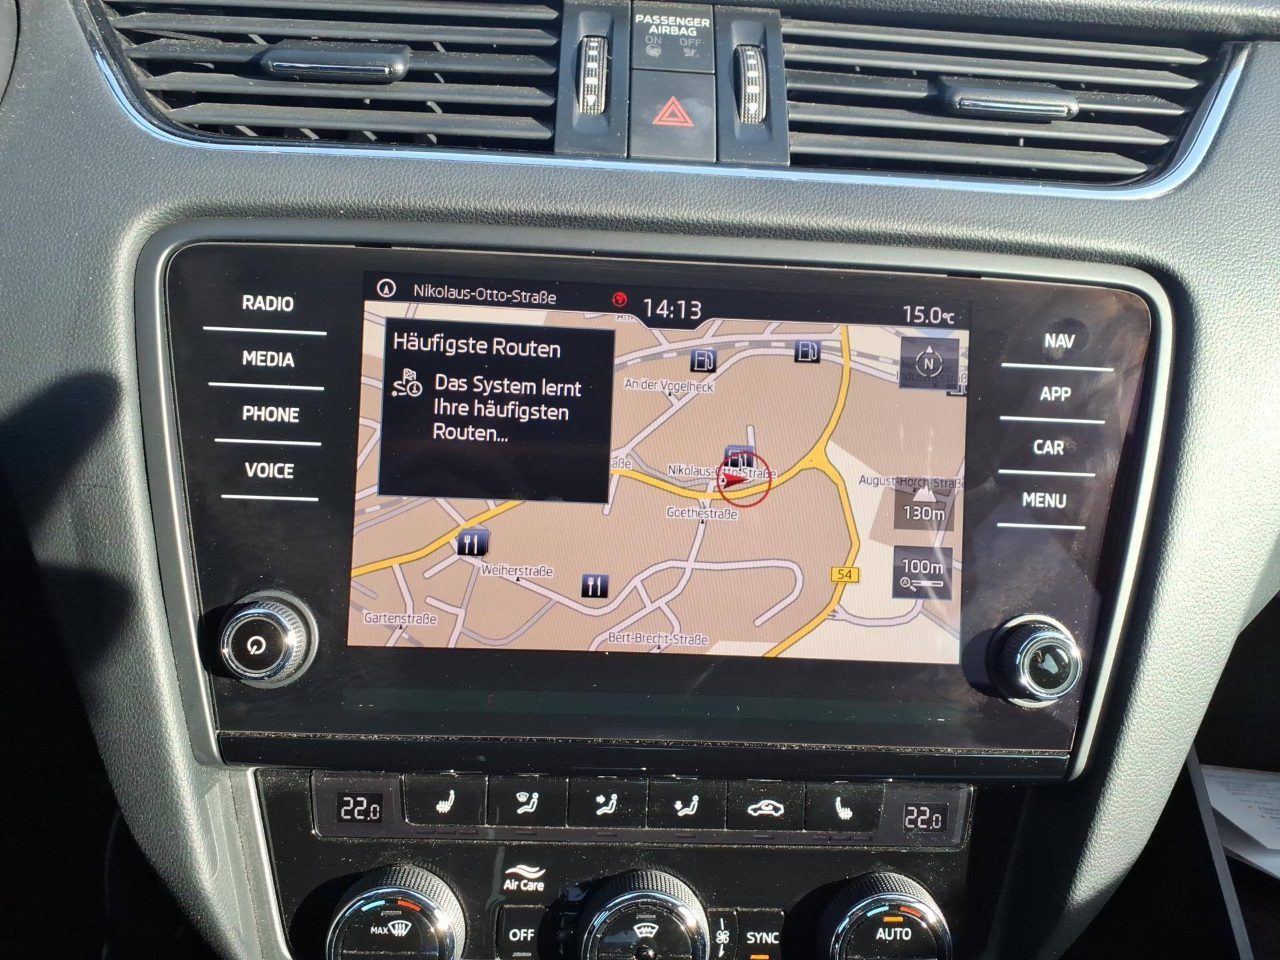 PASSENGER
AIRBAG
ON OFF
Nikolaus-Otto-Straße
14:13
15.0°C
RADIO
MEDIA
PHONE
VOICE
NAV
APP
CAR
MENU
Häufigste Routen
Das System lernt
Ihre häufigsten
Routen...
N
An der Vogelheck
aße
Nikolaus-Otto-Straße
August-Horch-Straß
130m
Goethestraße
Weiherstraße
54
100m
Gartenstraße
Bert-Brecht-Straße
22.0
22.0
Air Care
MAX
OFF
SYNC
AUTO